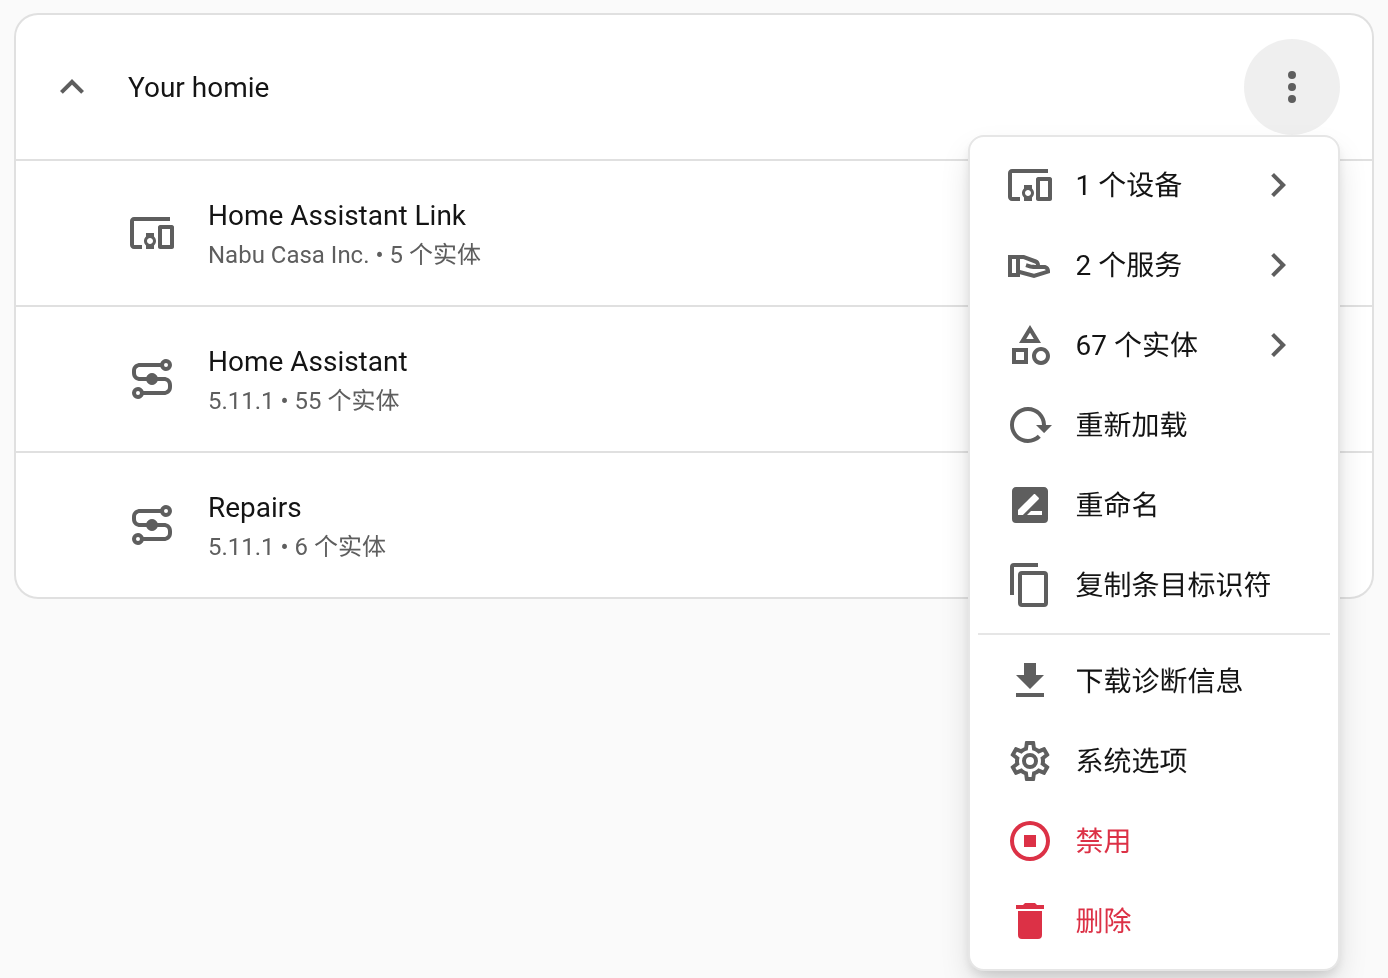 Your homie
Home Assistant Link
Nabu Casa Inc. • 5 个实体
Home Assistant
5.11.1 • 55 个实体
Repairs
5.11.1 • 6 个实体
1 个设备
2 个服务
67 个实体
重新加载
重命名
复制条目标识符
下载诊断信息
系统选项
禁用
删除